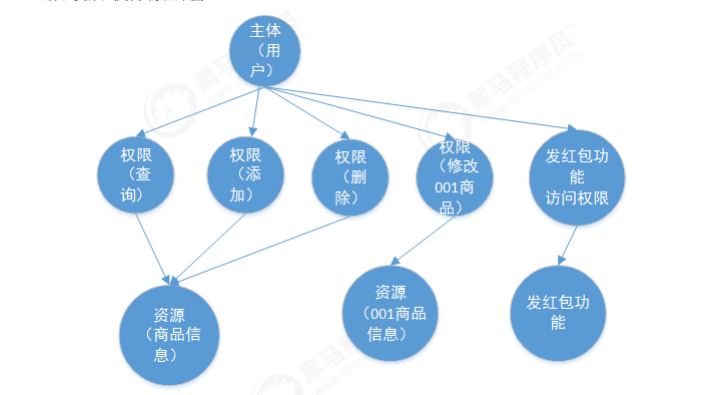 主体
（用
户）
权限
（查
询）
权限
（添
加）
权限
（删
除）
权限
（修改
001商
品）
发红包功
能
访问权限
资源
（商品信
息）
资源
（001商品
信息）
发红包功
能
黑马程序员
www.itheima.com